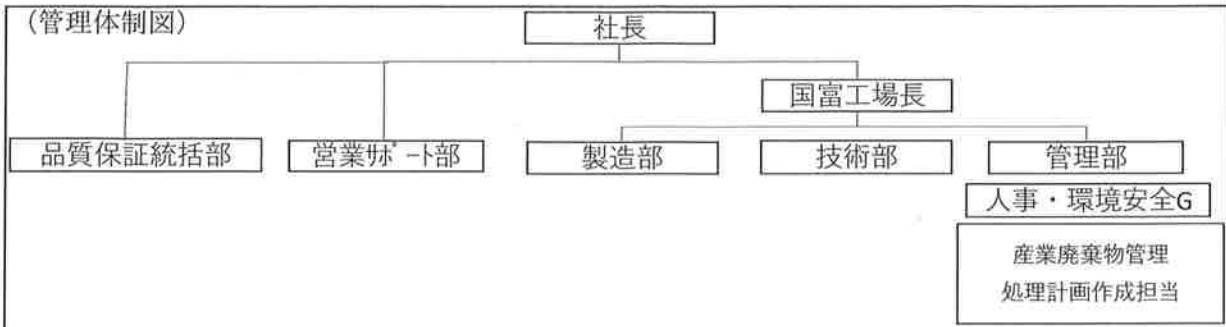 （管理体制図）
社長
国富工場長
品質保証統括部
営業ｻﾎﾟｰﾄ部
製造部
技術部
管理部
人事・環境安全G
産業廃棄物管理
処理計画作成担当